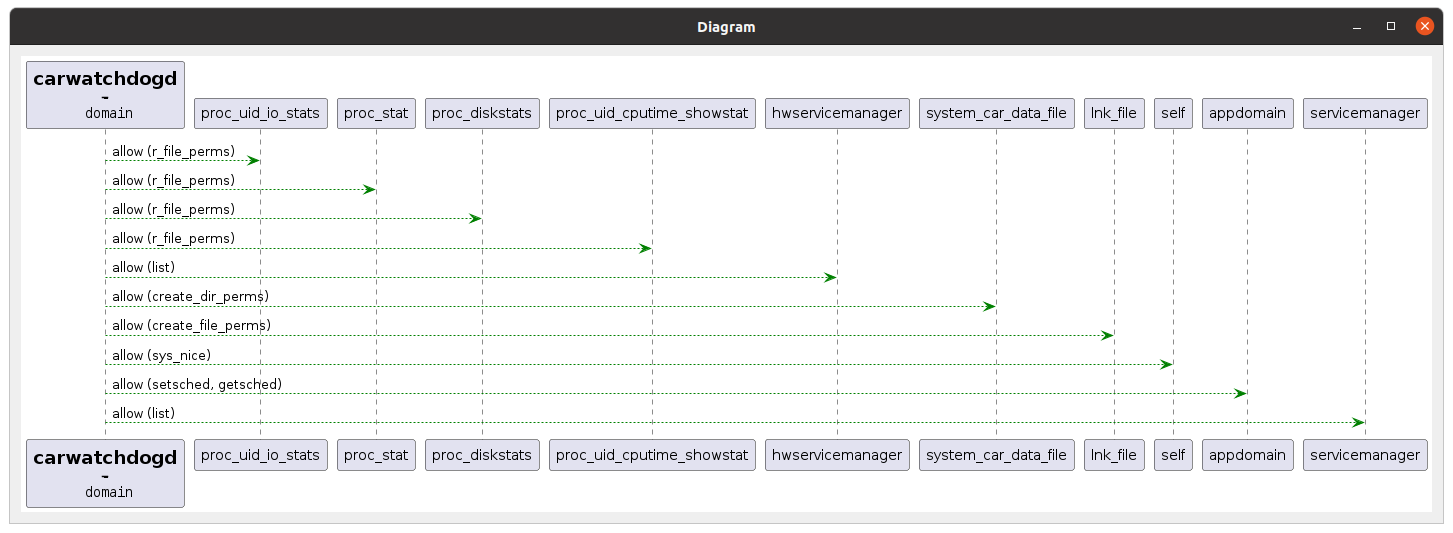 Diagram
carwatchdogd
~
domain
proc_uid_io_stats
proc_stat
proc_diskstats
proc_uid_cputime_showstat
hwservicemanager
system_car_data_file
lnk_file
self
appdomain
servicemanager
allow (r_file_perms)
allow (r_file_perms)
allow (r_file_perms)
allow (r_file_perms)
allow (list)
allow (create_dir_perms)
allow (create_file_perms)
allow (sys_nice)
allow (setsched, getsched)
allow (list)
carwatchdogd
~
domain
proc_uid_io_stats
proc_stat
proc_diskstats
proc_uid_cputime_showstat
hwservicemanager
system_car_data_file
lnk_file
self
appdomain
servicemanager